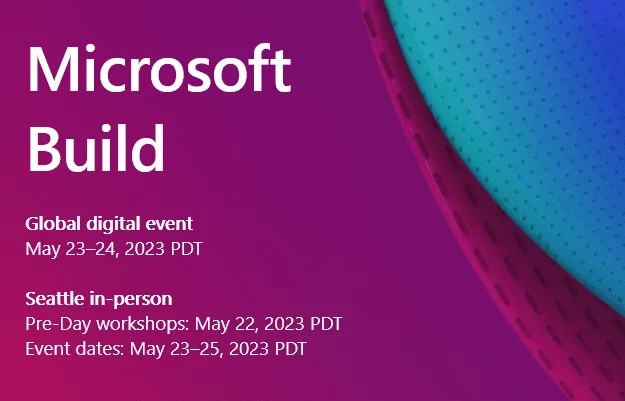 Microsoft
Build
Global digital event
May 23–24, 2023 PDT
Seattle in-person
Pre-Day workshops: May 22, 2023 PDT
Event dates: May 23–25, 2023 PDT